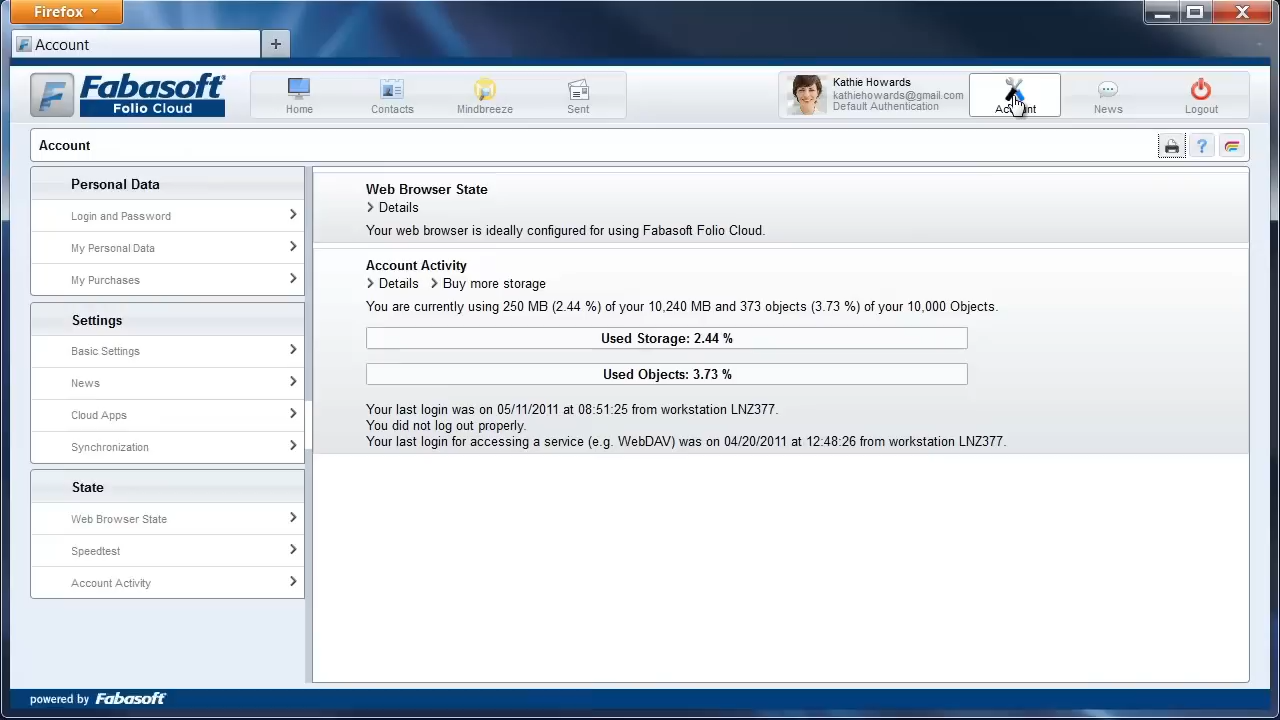 Firefox
Account
Fabasoft
Folio Cloud
Home
Contacts
Mindbreeze
Sent
Kathie Howards
kathiehowards@gmail.com
Default Authentication
Account
News
Logout
Account
Personal Data
Login and Password
My Personal Data
My Purchases
Settings
Basic Settings
News
Cloud Apps
Synchronization
State
Web Browser State
Speedtest
Account Activity
Web Browser State
Details
Your web browser is ideally configured for using Fabasoft Folio Cloud.
Account Activity
Details Buy more storage
You are currently using 250 MB (2.44 %) of your 10,240 MB and 373 objects (3.73 %) of your 10,000 Objects.
Used Storage: 2.44 %
Used Objects: 3.73 %
Your last login was on 05/11/2011 at 08:51:25 from workstation LNZ377.
You did not log out properly.
Your last login for accessing a service (e.g. WebDAV) was on 04/20/2011 at 12:48:26 from workstation LNZ377.
powered by Fabasoft